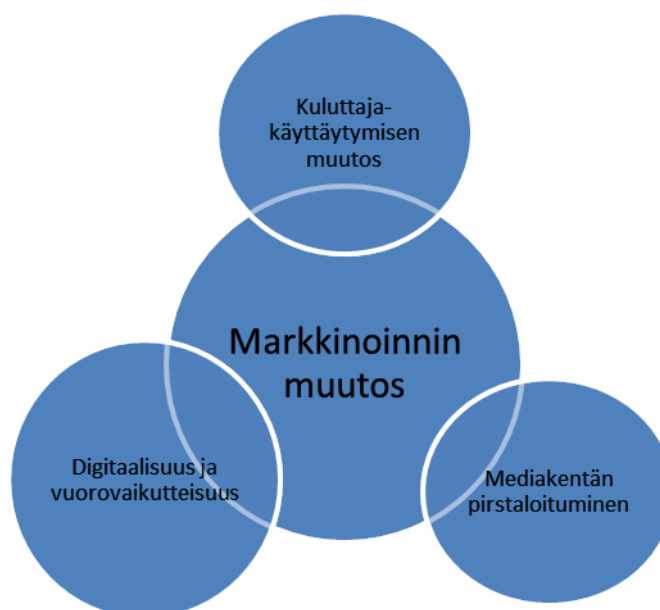 Kuluttaja-
käyttäytymisen
muutos
Markkinoinnin
muutos
Digitaalisuus ja
vuorovaikutteisuus
Mediakentän
pirstaloituminen